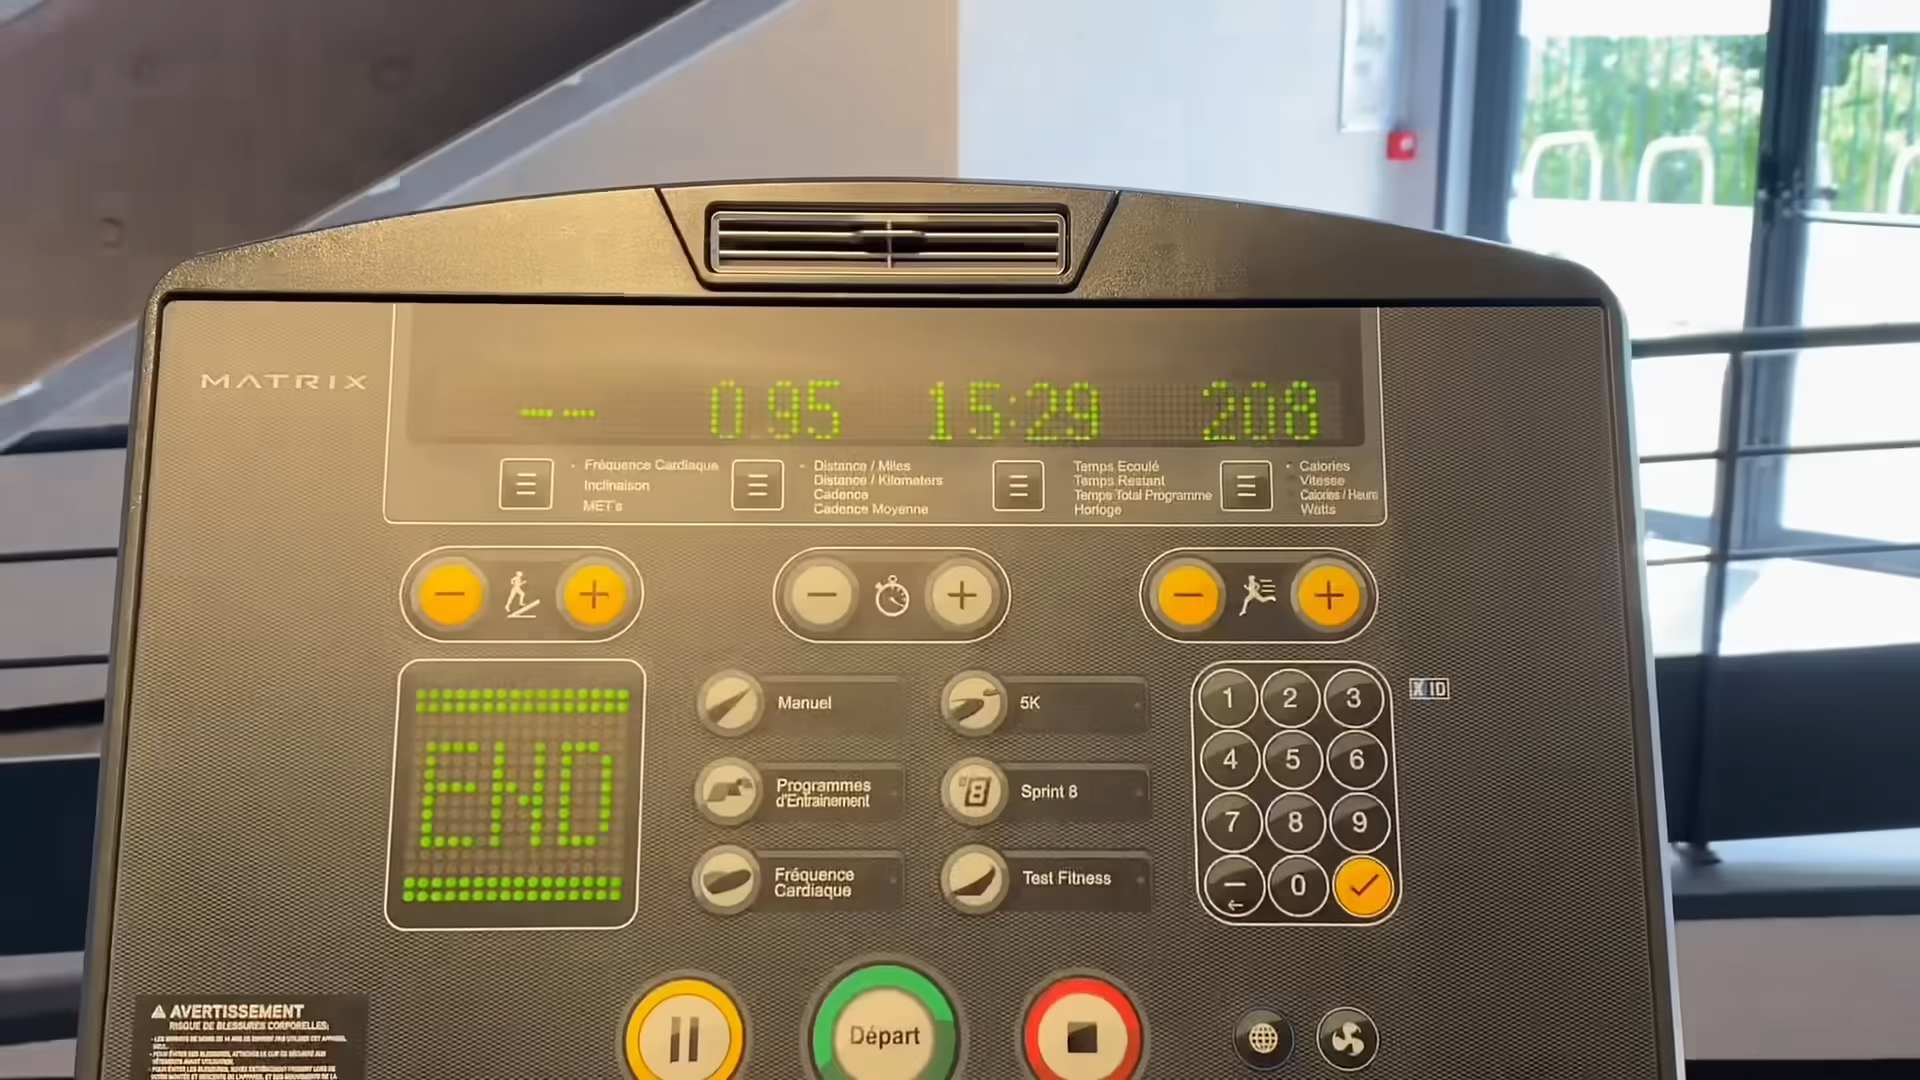 MATRIX
-- 0.95 15:29 208
Fréquence Cardiaque
Inclinaison
MET's
Distance / Miles
Distance / Kilometers
Cadence
Cadence Moyenne
Temps Ecoulé
Temps Restant
Temps Total Programme
Horloge
Calories
Vitesse
Calories / Heure
Watts
END
Manuel
5K
Programmes
d'Entrainement
8
Sprint 8
Fréquence
Cardiaque
Test Fitness
1 2 3
4 5 6
7 8 9
0
XID
Départ
AVERTISSEMENT
RISQUE DE BLESSURES CORPORELLES: